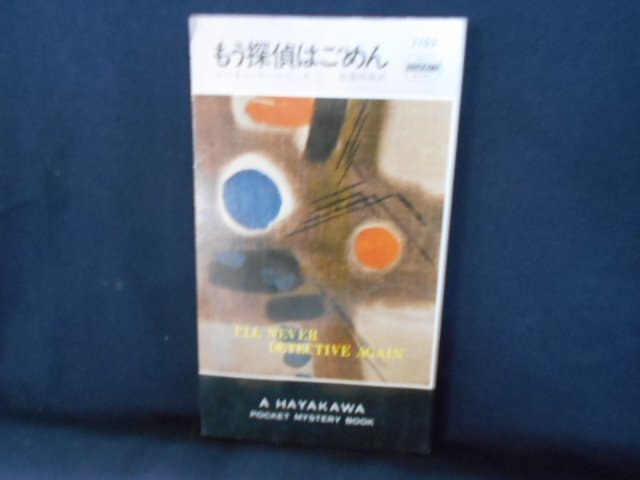 もう探偵はごめん
I'LL NEVER
DETECTIVE AGAIN
A HAYAKAWA
POCKET MYSTERY BOOK